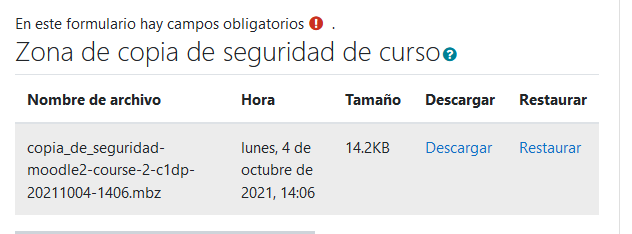 En este formulario hay campos obligatorios ! .
Zona de copia de seguridad de curso ?
Nombre de archivo Hora Tamaño Descargar Restaurar
copia_de_seguridad- lunes, 4 de 14.2KB Descargar Restaurar
moodle2-course-2-c1dp- octubre de
20211004-1406.mbz 2021, 14:06